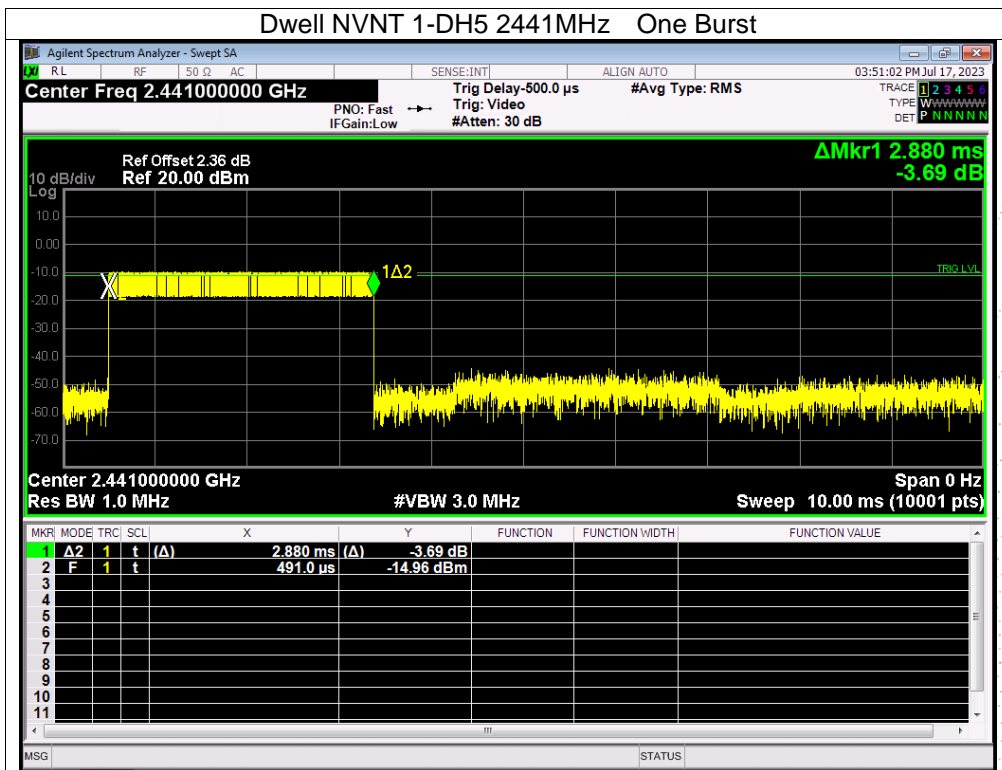 Dwell NVNT 1-DH5 2441MHz One Burst
Agilent Spectrum Analyzer - Swept SA
LXI RL RF 50 Ω AC SENSE:INT ALIGN AUTO 03:51:02 PM Jul 17, 2023
Center Freq 2.441000000 GHz Trig Delay-500.0 µs #Avg Type: RMS TRACE 1 2 3 4 5 6
PNO: Fast Trig: Video TYPE WWWWWWW
IFGain:Low #Atten: 30 dB DET P N N N N N
ΔMkr1 2.880 ms
-3.69 dB
Ref Offset 2.36 dB
10 dB/div Ref 20.00 dBm
Log
10.0
0.00
-10.0
1Δ2
TRIG LVL
-20.0
-30.0
-40.0
-50.0
-60.0
-70.0
Center 2.441000000 GHz Span 0 Hz
Res BW 1.0 MHz #VBW 3.0 MHz Sweep 10.00 ms (10001 pts)
MKR MODE TRC SCL X Y FUNCTION FUNCTION WIDTH FUNCTION VALUE
1 Δ2 1 t (Δ) 2.880 ms (Δ) -3.69 dB
2 F 1 t 491.0 µs -14.96 dBm
3
4
5
6
7
8
9
10
11
MSG STATUS